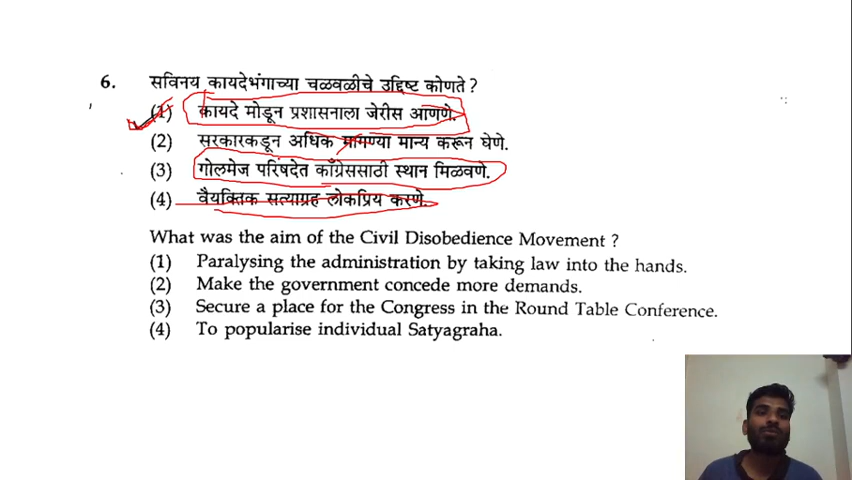 6. सविनय कायदेभंगाच्या चळवळीचे उद्दिष्ट कोणते ?
(1) कायदे मोडून प्रशासनाला जेरीस आणणे.
(2) सरकारकडून अधिक मागण्या मान्य करून घेणे.
(3) गोलमेज परिषदेत काँग्रेससाठी स्थान मिळवणे.
(4) वैयक्तिक सत्याग्रह लोकप्रिय करणे.
What was the aim of the Civil Disobedience Movement ?
(1) Paralysing the administration by taking law into the hands.
(2) Make the government concede more demands.
(3) Secure a place for the Congress in the Round Table Conference.
(4) To popularise individual Satyagraha.